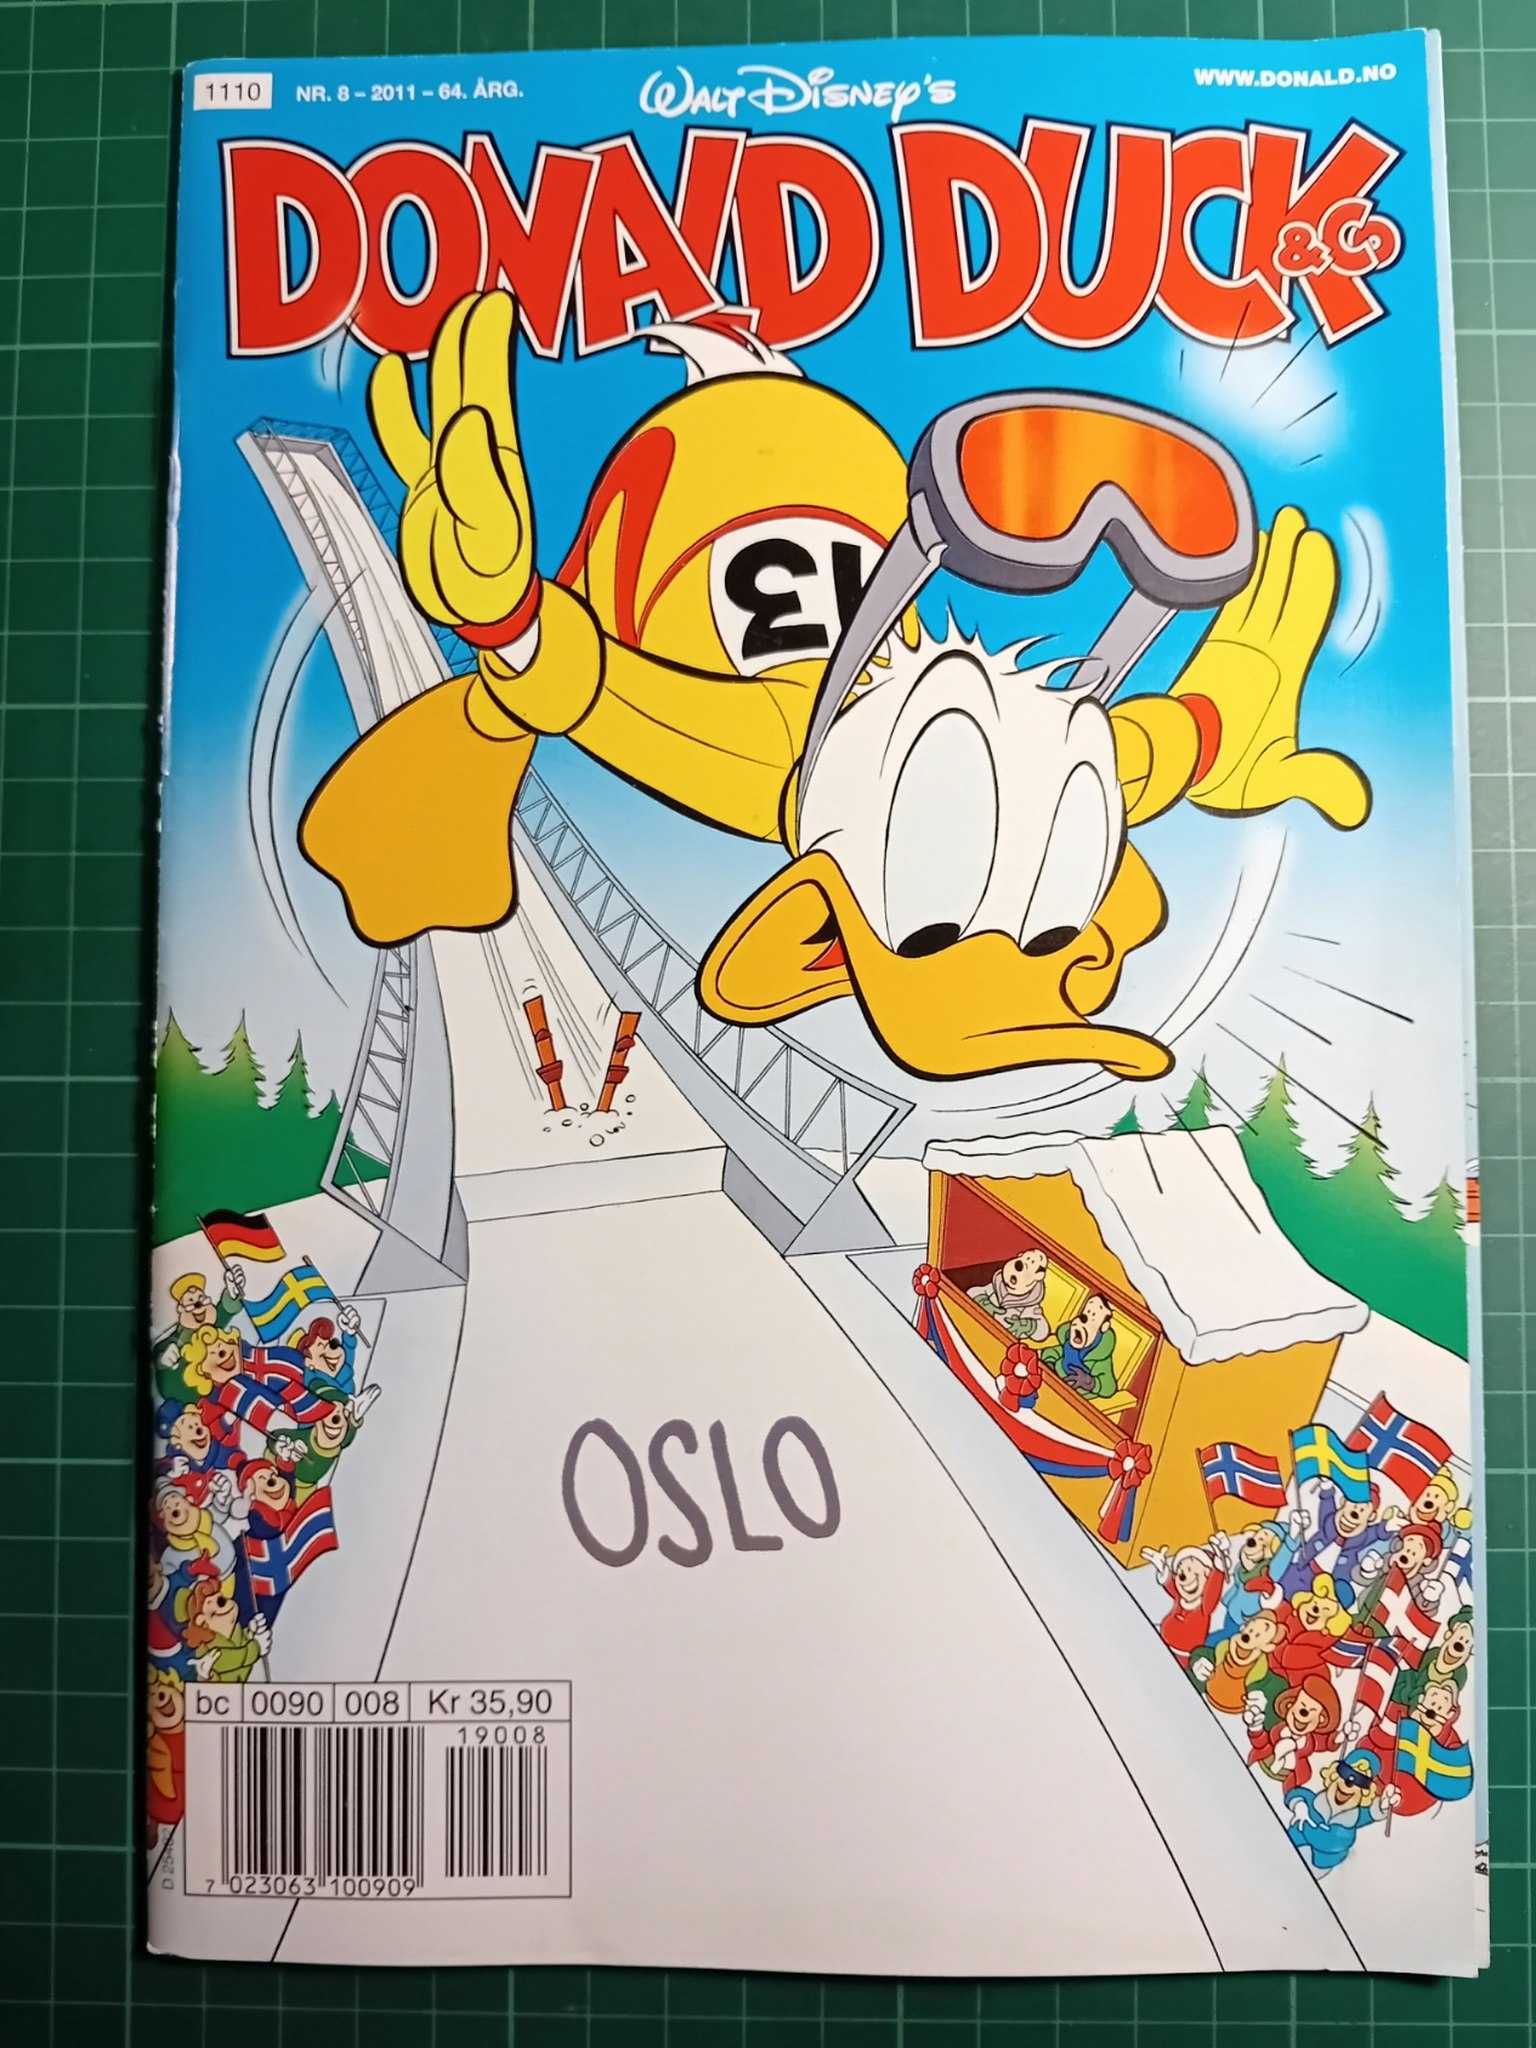 1110
NR. 8 – 2011 – 64. ÅRG.
WALT DISNEY'S
WWW.DONALD.NO
DONALD DUCK
& Co
13
OSLO
bc 0090 008 Kr 35,90
19008
7 023063 100909